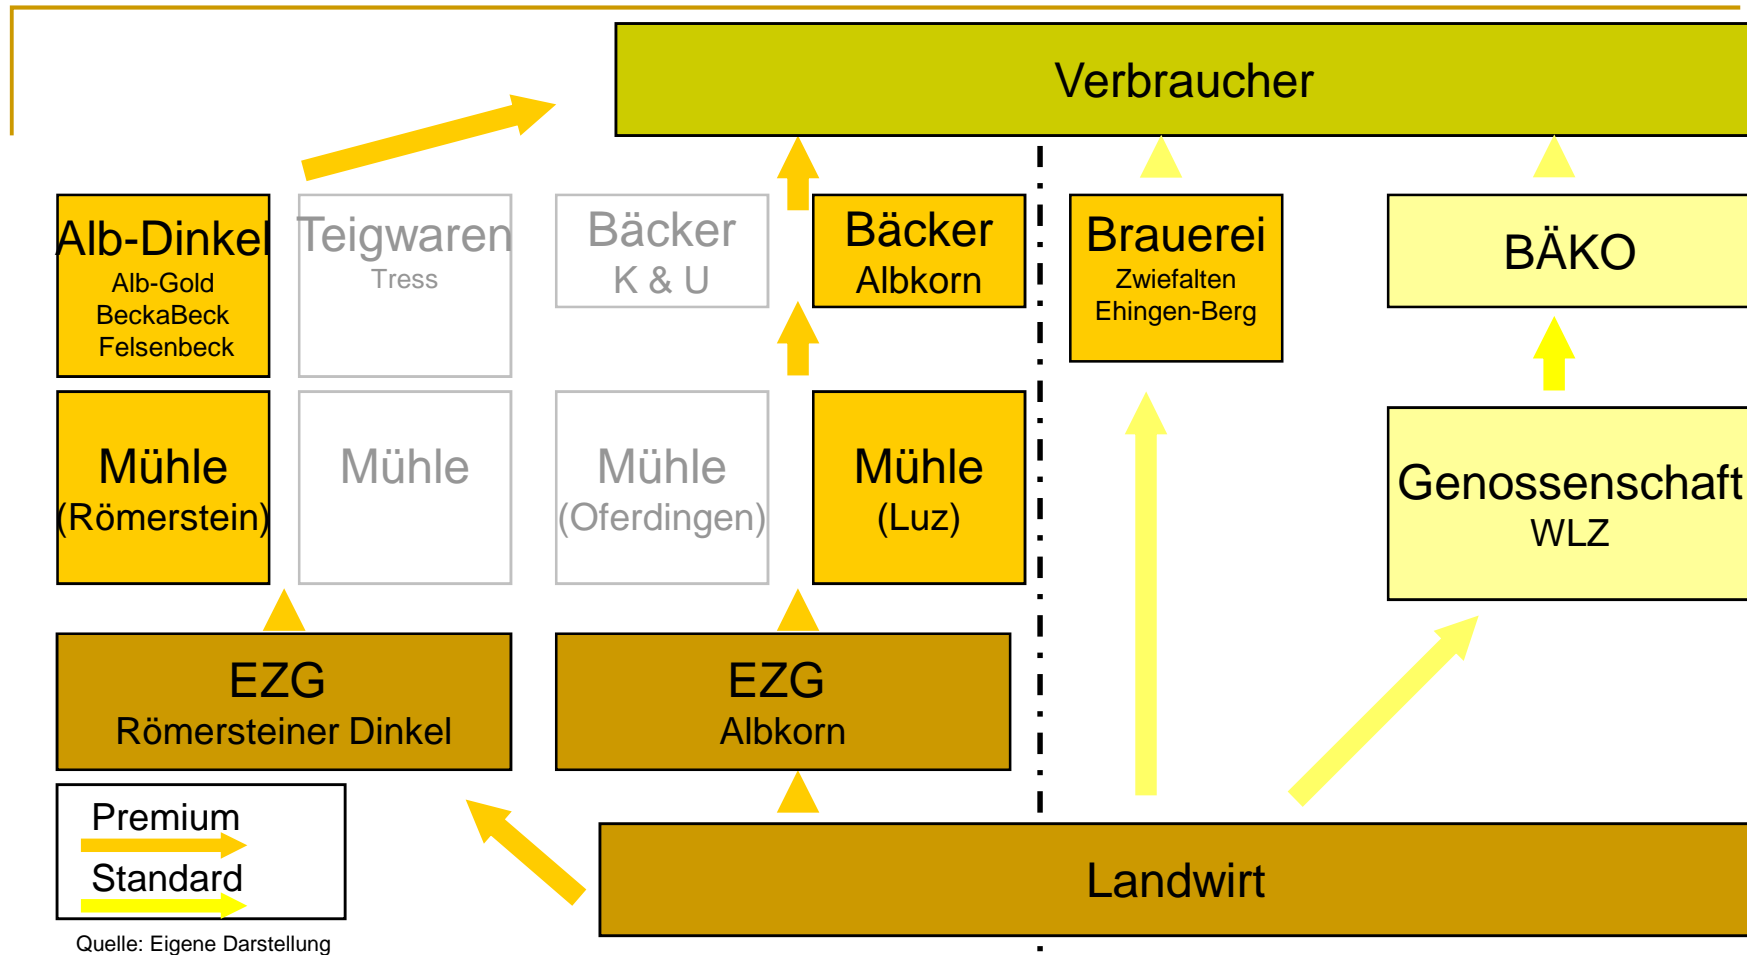 Verbraucher
Alb-Dinkel
Alb-Gold
BeckaBeck
Felsenbeck
Teigwaren
Tress
Bäcker
K & U
Bäcker
Albkorn
Brauerei
Zwiefalten
Ehingen-Berg
BÄKO
Mühle
(Römerstein)
Mühle
Mühle
(Oferdingen)
Mühle
(Luz)
Genossenschaft
WLZ
EZG
Römersteiner Dinkel
EZG
Albkorn
Premium
Standard
Landwirt
Quelle: Eigene Darstellung